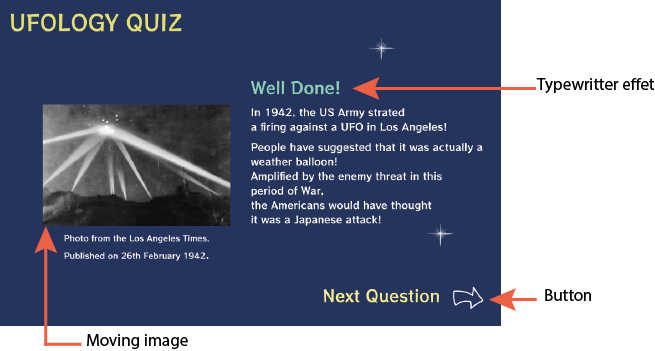 UFOLOGY QUIZ
Well Done!
Typewritter effet
In 1942, the US Army strated
a firing against a UFO in Los Angeles!
People have suggested that it was actually a
weather balloon!
Amplified by the enemy threat in this
period of War,
the Americans would have thought
it was a Japanese attack!
Photo from the Los Angeles Times.
Published on 26th February 1942.
Next Question
Button
Moving image